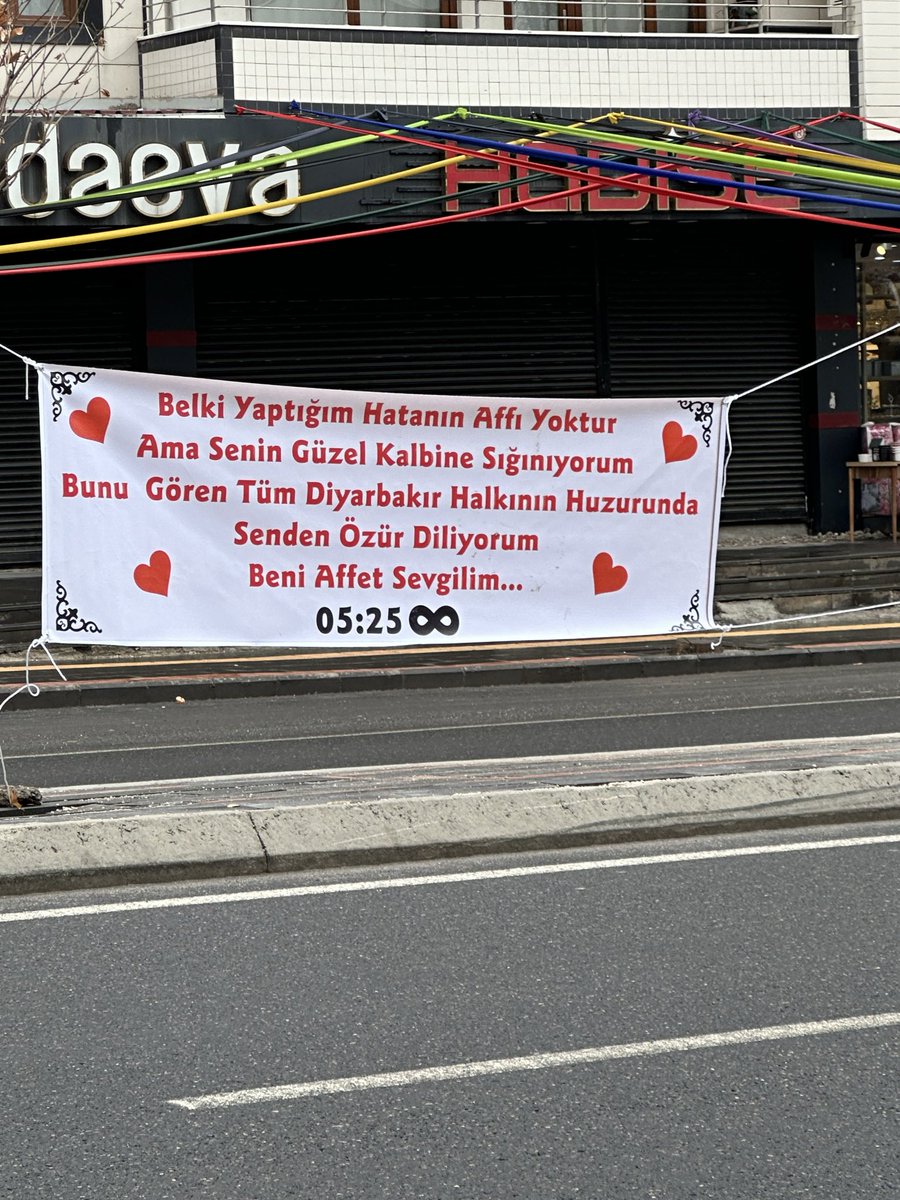 daeva
HABISE
Belki Yaptığım Hatanın Affı Yoktur
Ama Senin Güzel Kalbine Sığınıyorum
Bunu Gören Tüm Diyarbakır Halkının Huzurunda
Senden Özür Diliyorum
Beni Affet Sevgilim...
05:25 ∞